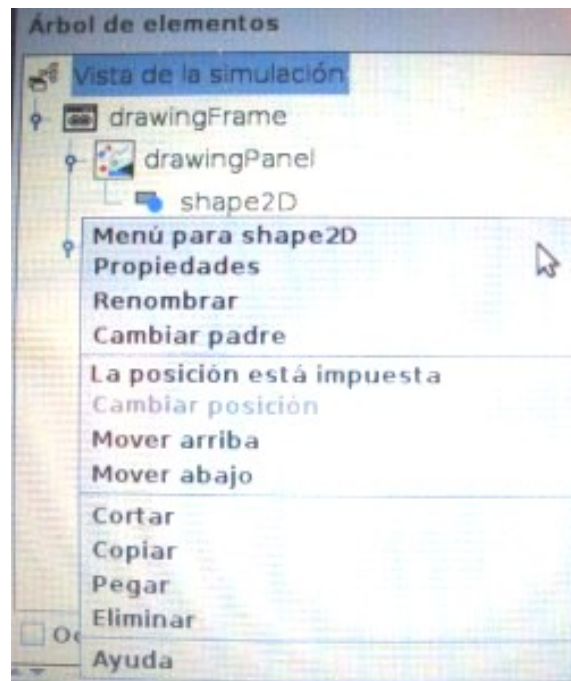 Árbol de elementos
Vista de la simulación
drawingFrame
drawingPanel
shape2D
Menú para shape2D
Propiedades
Renombrar
Cambiar padre
La posición está impuesta
Cambiar posición
Mover arriba
Mover abajo
Cortar
Copiar
Pegar
Eliminar
Ayuda